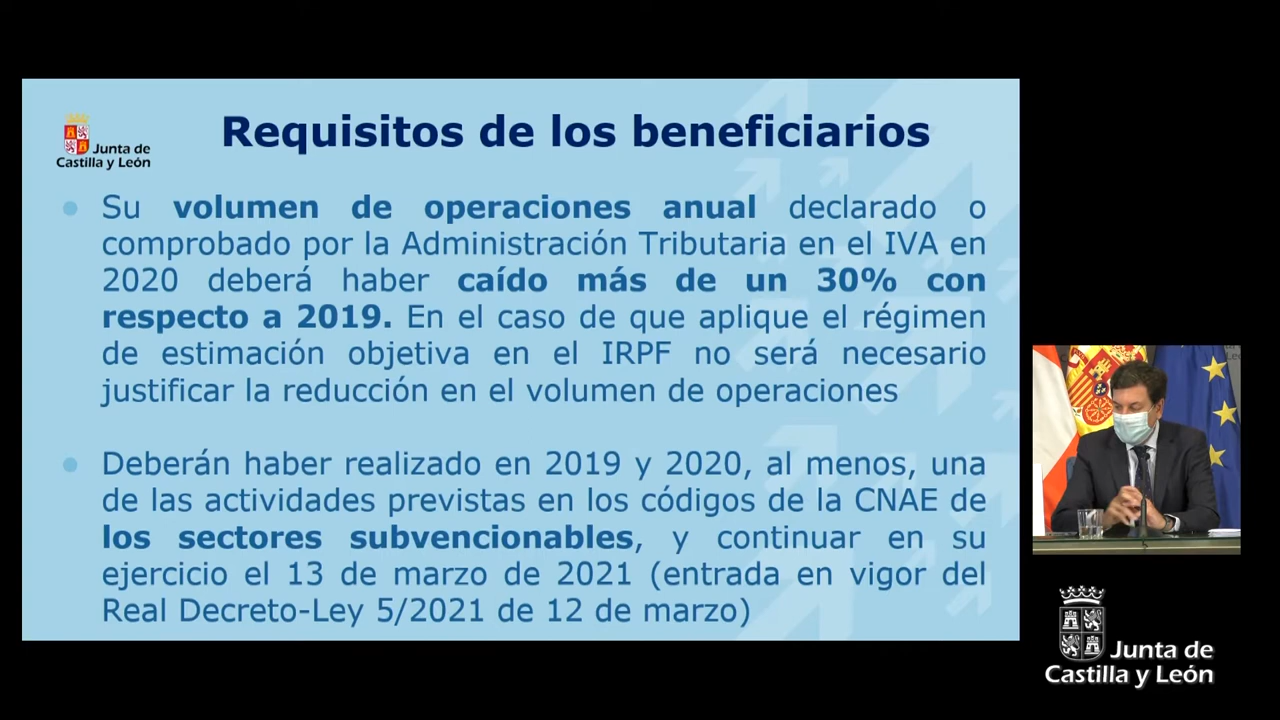 Junta de
Castilla y León
Requisitos de los beneficiarios
Su volumen de operaciones anual declarado o
comprobado por la Administración Tributaria en el IVA en
2020 deberá haber caído más de un 30% con
respecto a 2019. En el caso de que aplique el régimen
de estimación objetiva en el IRPF no será necesario
justificar la reducción en el volumen de operaciones
Deberán haber realizado en 2019 y 2020, al menos, una
de las actividades previstas en los códigos de la CNAE de
los sectores subvencionables, y continuar en su
ejercicio el 13 de marzo de 2021 (entrada en vigor del
Real Decreto-Ley 5/2021 de 12 de marzo)
Junta de
Castilla y León